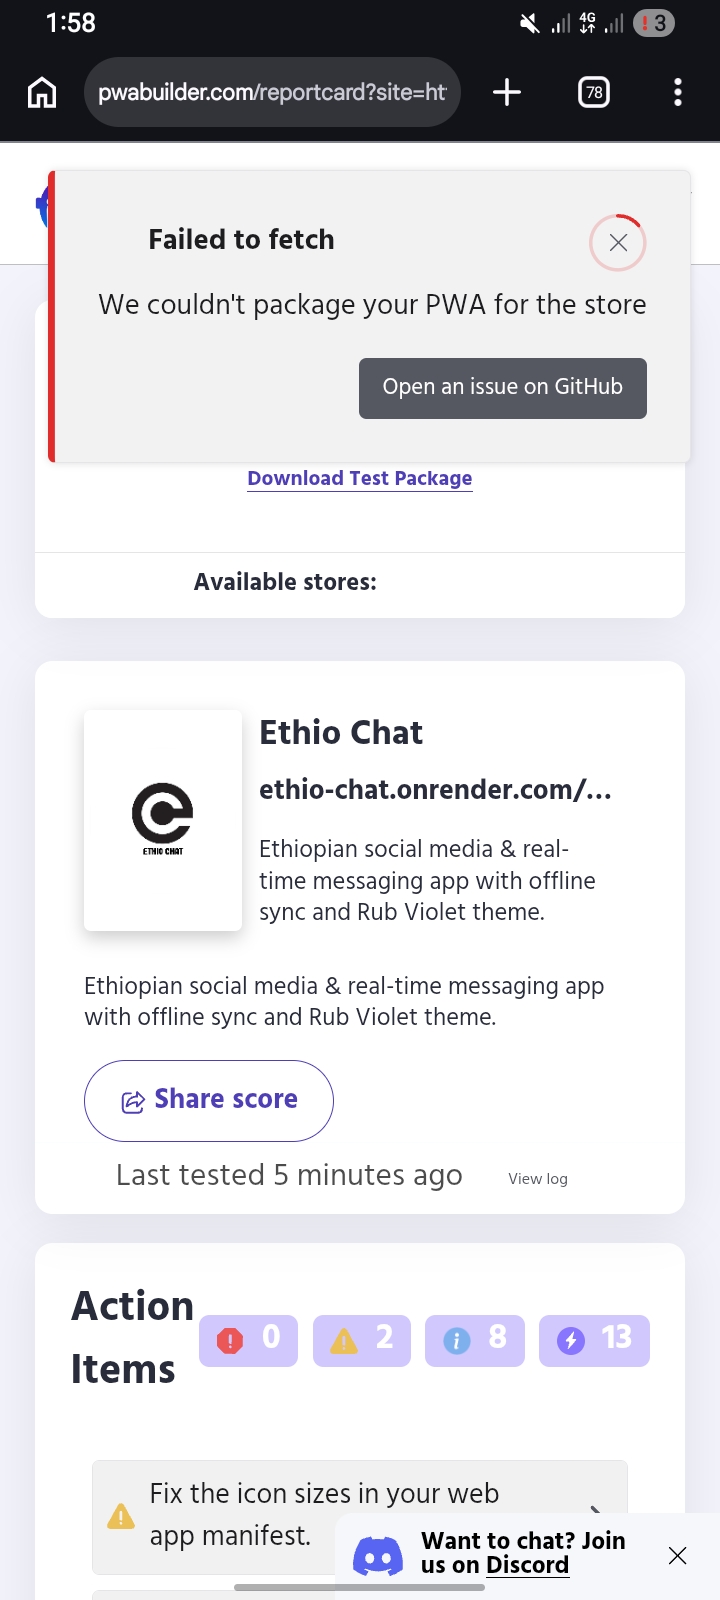 1:58
4G
! 3
pwabuilder.com/reportcard?site=ht
78
Failed to fetch
We couldn't package your PWA for the store
Open an issue on GitHub
Download Test Package
Available stores:
Ethio Chat
ethio-chat.onrender.com/...
ETHIO CHAT
Ethiopian social media & real-
time messaging app with offline
sync and Rub Violet theme.
Ethiopian social media & real-time messaging app
with offline sync and Rub Violet theme.
Share score
Last tested 5 minutes ago
View log
Action
Items
0
2
8
13
Fix the icon sizes in your web
app manifest.
Want to chat? Join
us on Discord